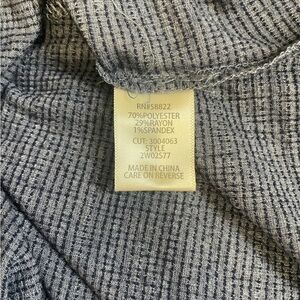 RN#58822
70%POLYESTER
29%RAYON
1%SPANDEX
CUT: 3004063
STYLE
2W02577
MADE IN CHINA
CARE ON REVERSE